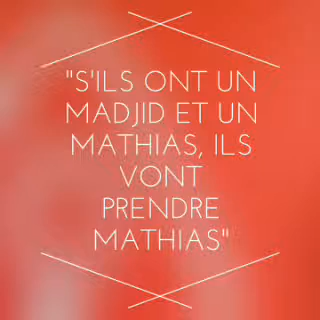 "S'ILS ONT UN
MADJID ET UN
MATHIAS, ILS
VONT
PRENDRE
MATHIAS"